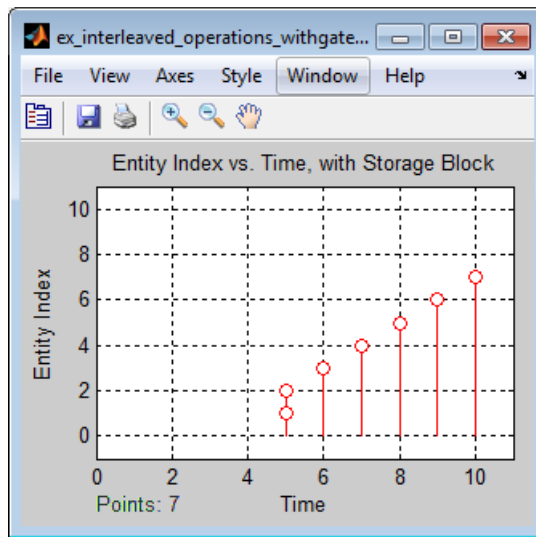 ex_interleaved_operations_withgate...
File View Axes Style Window Help
Entity Index vs. Time, with Storage Block
10
8
6
4
2
0
Entity Index
0 2 4 6 8 10
Points: 7 Time